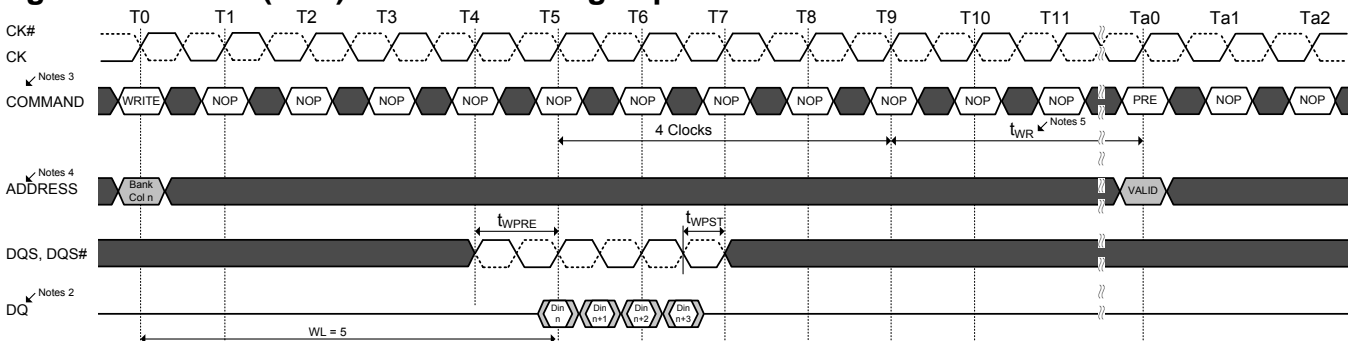 T0 T1 T2 T3 T4 T5 T6 T7 T8 T9 T10 T11 Ta0 Ta1 Ta2
CK#
CK
Notes 3
COMMAND WRITE NOP NOP NOP NOP NOP NOP NOP NOP NOP NOP NOP PRE NOP NOP
4 Clocks tWR Notes 5
Notes 4
ADDRESS Bank Col n VALID
tWPRE tWPST
DQS, DQS#
Notes 2
DQ Din n Din n+1 Din n+2 Din n+3
WL = 5